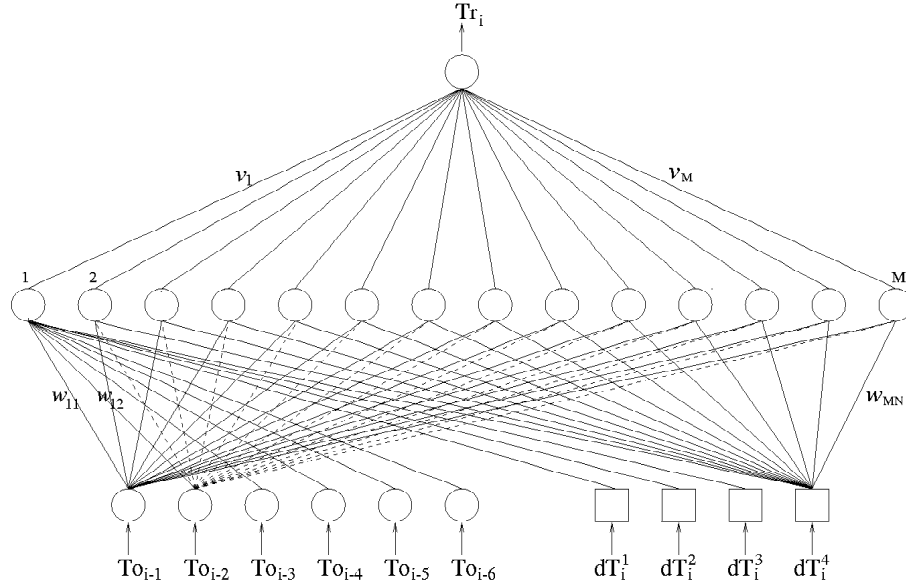 Tr_i
v_1 v_M
1 2 M
w_11 w_12 w_MN
To_i-1 To_i-2 To_i-3 To_i-4 To_i-5 To_i-6 dT_i^1 dT_i^2 dT_i^3 dT_i^4